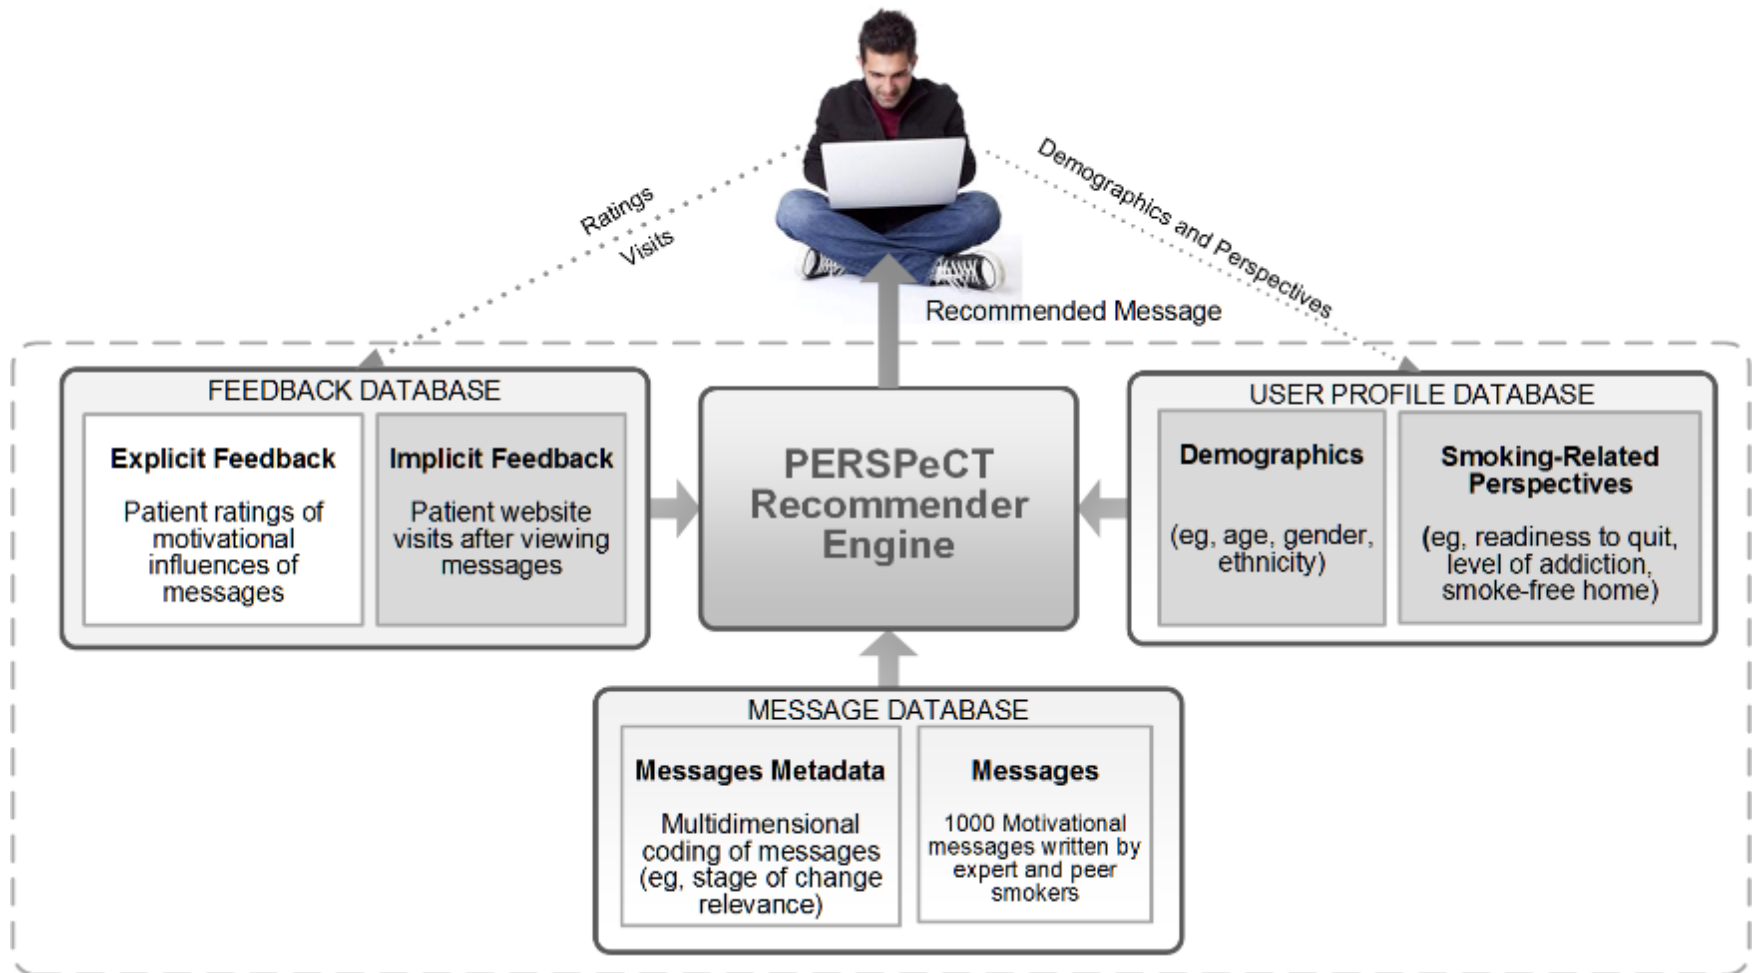 Ratings
Visits
Demographics and Perspectives
Recommended Message
FEEDBACK DATABASE
Explicit Feedback
Patient ratings of
motivational
influences of
messages
Implicit Feedback
Patient website
visits after viewing
messages
PERSPeCT
Recommender
Engine
USER PROFILE DATABASE
Demographics
(eg, age, gender,
ethnicity)
Smoking-Related
Perspectives
(eg, readiness to quit,
level of addiction,
smoke-free home)
MESSAGE DATABASE
Messages Metadata
Multidimensional
coding of messages
(eg, stage of change
relevance)
Messages
1000 Motivational
messages written by
expert and peer
smokers